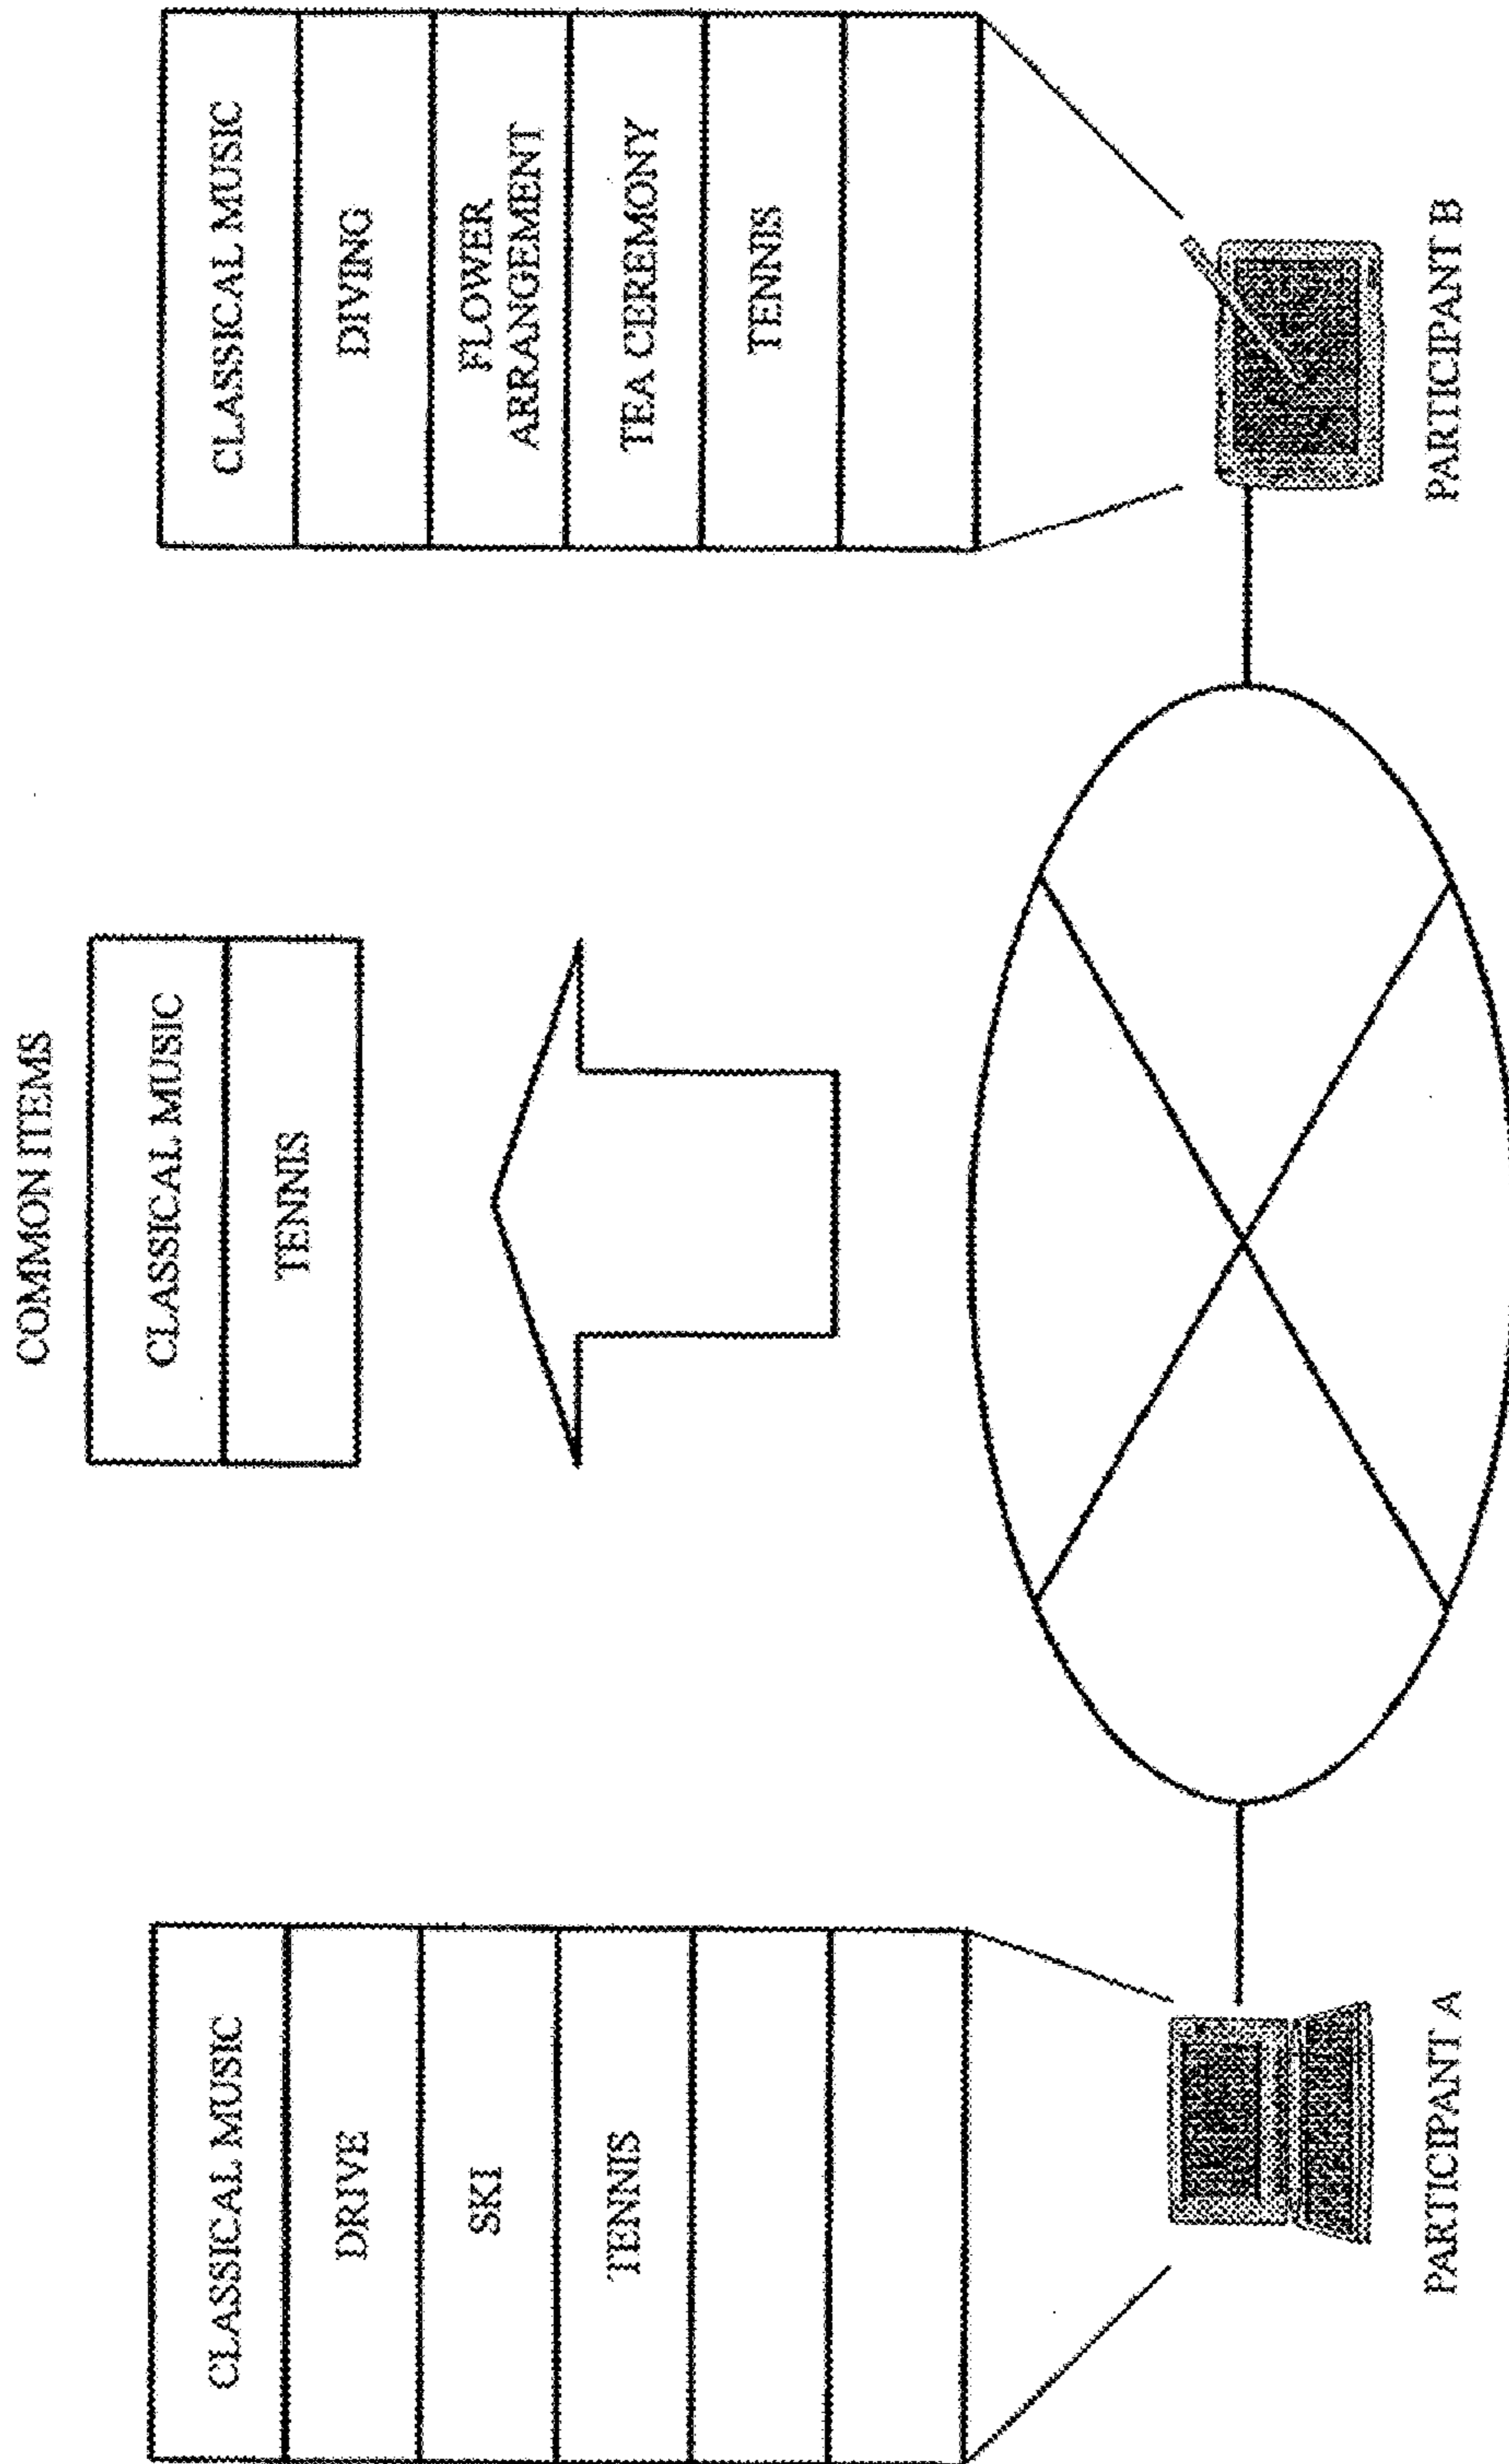 COMMON ITEMS
CLASSICAL MUSIC
TENNIS
CLASSICAL MUSIC
DRIVE
SKI
TENNIS
PARTICIPANT A
CLASSICAL MUSIC
DIVING
FLOWER
ARRANGEMENT
TEA CEREMONY
TENNIS
PARTICIPANT B